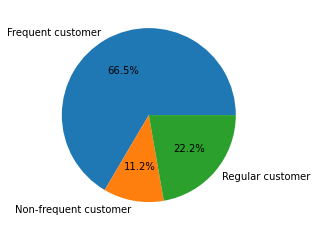 Frequent customer
66.5%
22.2%
11.2%
Regular customer
Non-frequent customer